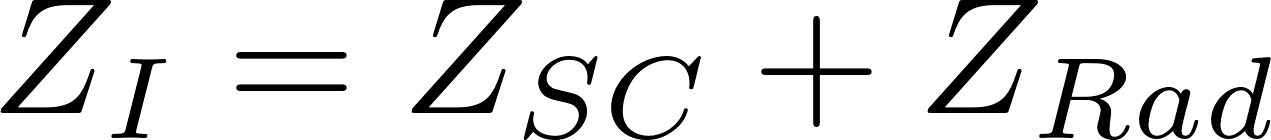 Z_I = Z_{SC} + Z_{Rad}